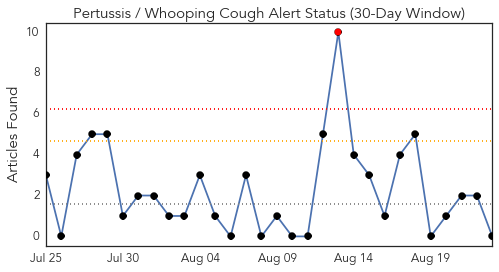 Pertussis / Whooping Cough Alert Status (30-Day Window)
Articles Found
10
8
6
4
2
0
Jul 25
Jul 30
Aug 04
Aug 09
Aug 14
Aug 19